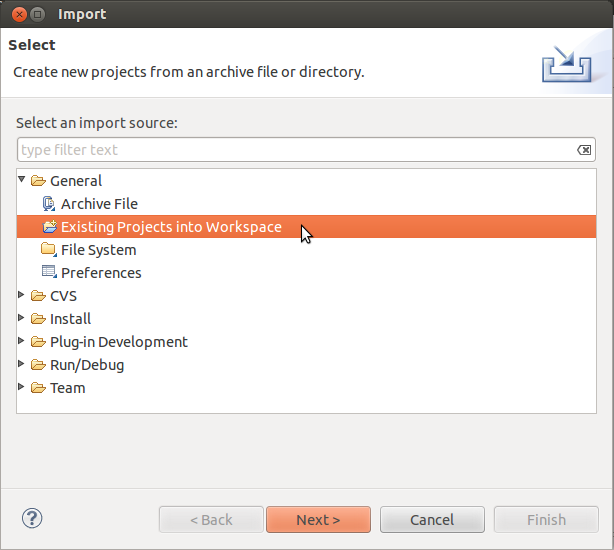 Import
Select
Create new projects from an archive file or directory.
Select an import source:
type filter text
General
Archive File
Existing Projects into Workspace
File System
Preferences
CVS
Install
Plug-in Development
Run/Debug
Team
?
< Back Next > Cancel Finish